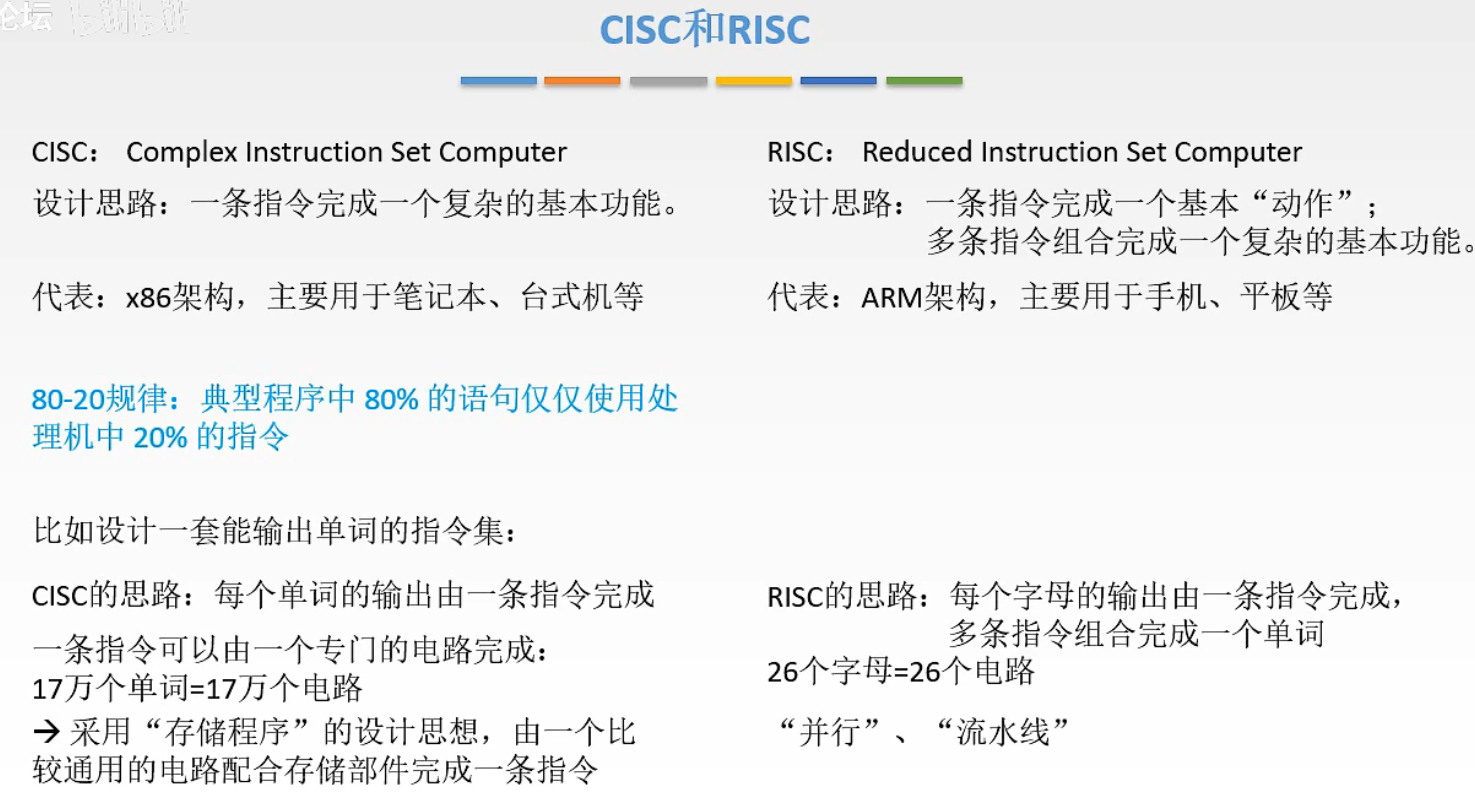 论坛
CISC和RISC
CISC： Complex Instruction Set Computer
设计思路：一条指令完成一个复杂的基本功能。
代表：x86架构，主要用于笔记本、台式机等
RISC： Reduced Instruction Set Computer
设计思路：一条指令完成一个基本“动作”；
多条指令组合完成一个复杂的基本功能。
代表：ARM架构，主要用于手机、平板等
80-20规律：典型程序中 80% 的语句仅仅使用处
理机中 20% 的指令
比如设计一套能输出单词的指令集：
CISC的思路：每个单词的输出由一条指令完成
一条指令可以由一个专门的电路完成：
17万个单词=17万个电路
→ 采用“存储程序”的设计思想，由一个比
较通用的电路配合存储部件完成一条指令
RISC的思路：每个字母的输出由一条指令完成，
多条指令组合完成一个单词
26个字母=26个电路
“并行”、“流水线”